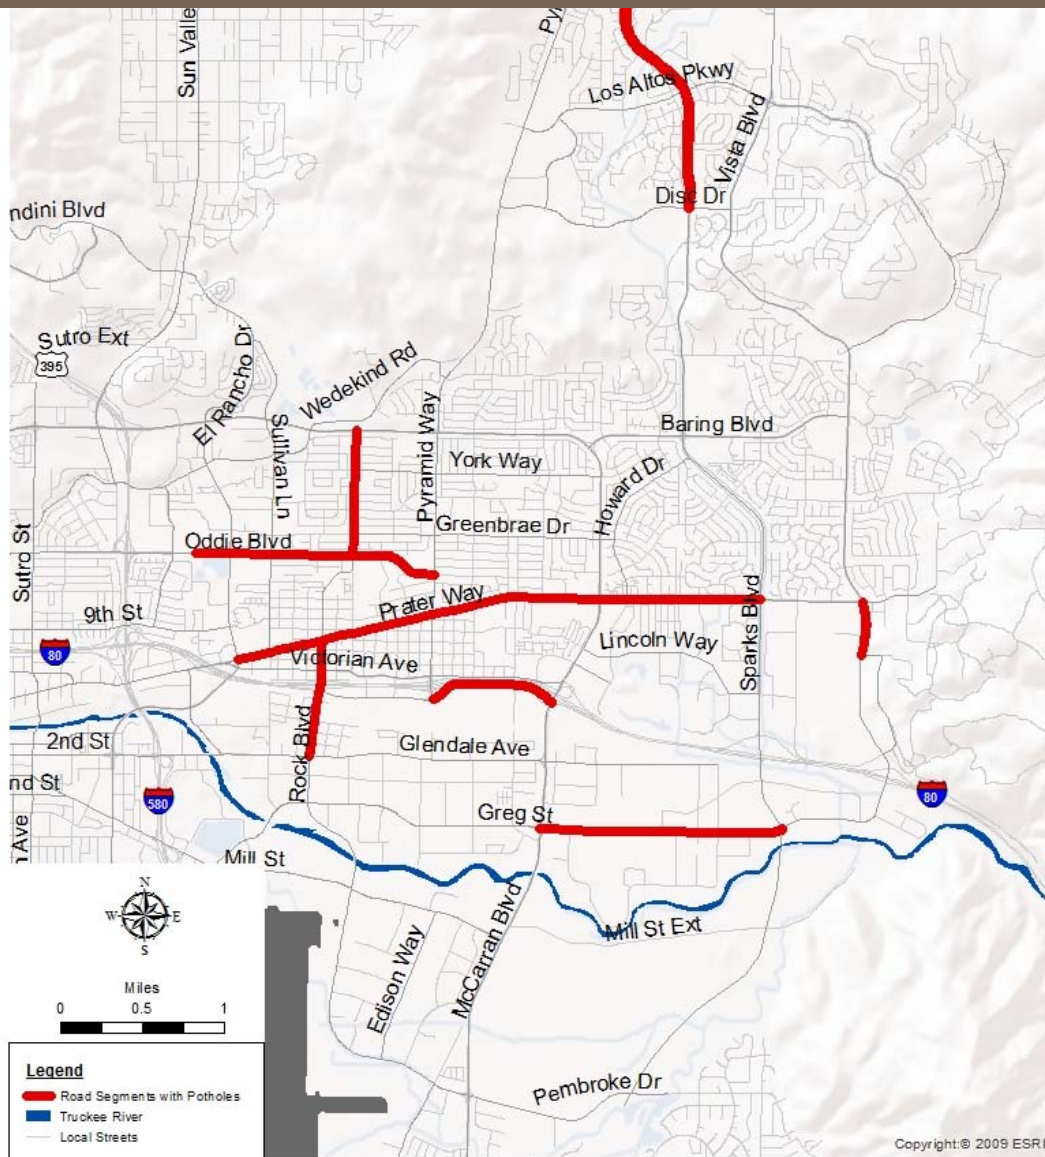 Sun Valle
Pyr
Los Altos Pkwy
Vista Blvd
Disc Dr
ndini Blvd
Sutro Ext
395
El Rancho Dr
Wedekind Rd
Sullivan Ln
Pyramid Way
Baring Blvd
York Way
Howard Dr
Greenbrae Dr
Oddie Blvd
Sutro St
Prater Way
9th St
Sparks Blvd
Lincoln Way
80
Victorian Ave
2nd St
Rock Blvd
Glendale Ave
nd St
580
80
Greg St
n Ave
Mill St
McCarran Blvd
Mill St Ext
Edison Way
Pembroke Dr
N
W
E
S
Miles
0 0.5 1
Legend
Road Segments with Potholes
Truckee River
Local Streets
Copyright:© 2009 ESRI